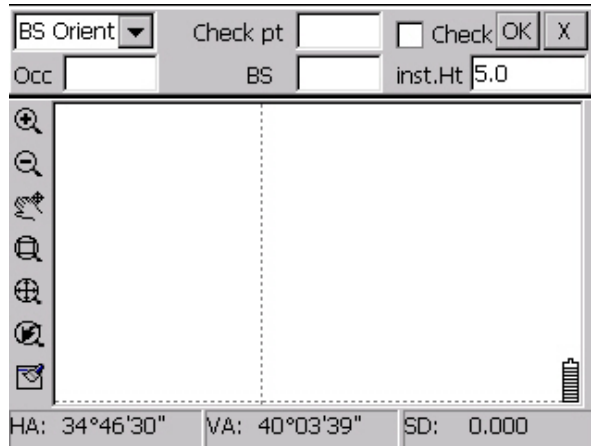 BS Orient Check pt Check OK X
Occ BS inst.Ht 5.0
HA: 34°46'30" VA: 40°03'39" SD: 0.000